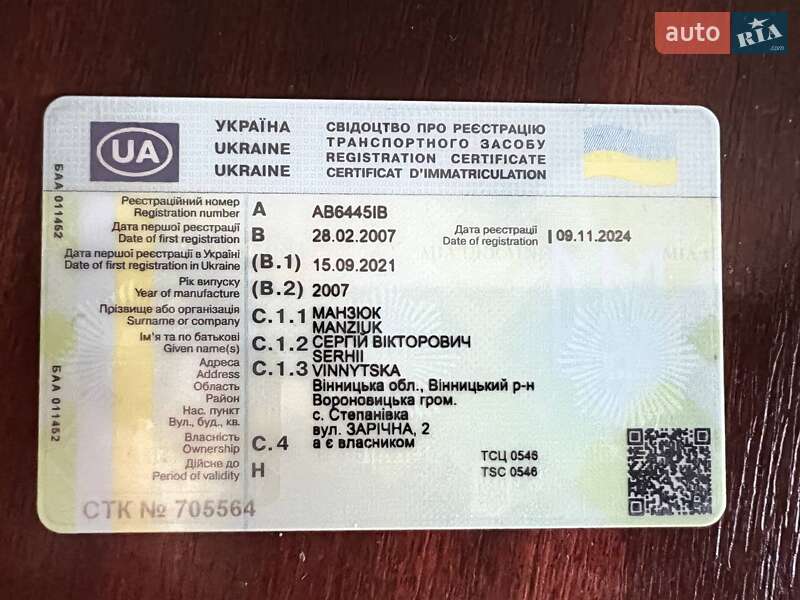 auto RIA .com
УКРАЇНА
UKRAINE
UKRAINE
СВІДОЦТВО ПРО РЕЄСТРАЦІЮ
ТРАНСПОРТНОГО ЗАСОБУ
REGISTRATION CERTIFICATE
CERTIFICAT D'IMMATRICULATION
UA
БАА 011452
Реєстраційний номер
Registration number
A
AB6445IB
Дата першої реєстрації
Date of first registration
B
28.02.2007
Дата реєстрації
Date of registration
I 09.11.2024
Дата першої реєстрації в Україні
Date of first registration in Ukraine
(B.1) 15.09.2021
Рік випуску
Year of manufacture
(B.2) 2007
Прізвище або організація
Surname or company
C.1.1 МАНЗЮК
MANZIUK
Ім'я та по батькові
Given name(s)
C.1.2 СЕРГІЙ ВІКТОРОВИЧ
SERHII
Адреса
Address
Область
Район
Нас. пункт
Вул., буд., кв.
C.1.3 VINNYTSKA
Вінницька обл., Вінницький р-н
Вороновицька гром.
с. Степанівка
вул. ЗАРІЧНА, 2
Власність
Ownership
C.4 а є власником
Дійсне до
Period of validity
H
ТСЦ 0546
TSC 0546
БАА 011452
СТК № 705564